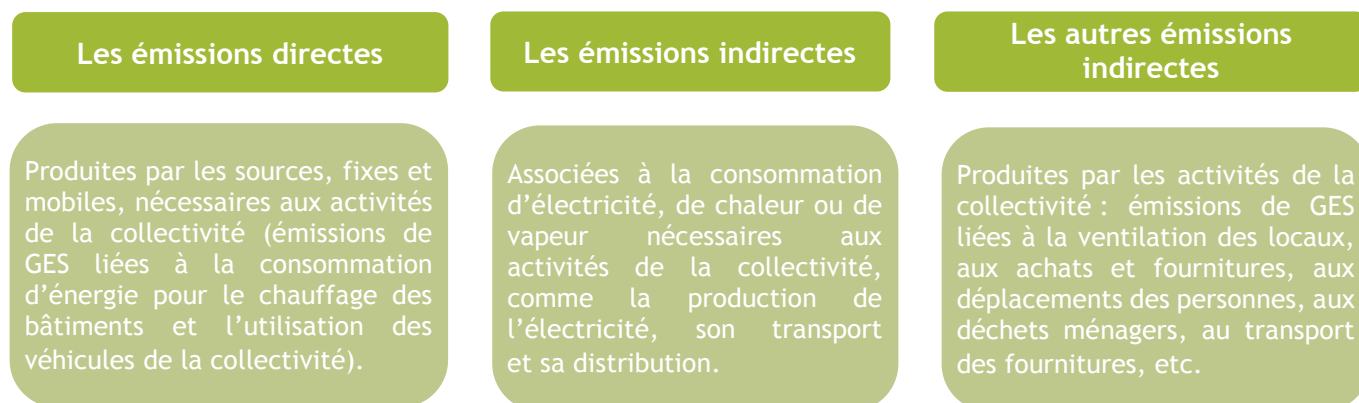 Les émissions directes
Les émissions indirectes
Les autres émissions
indirectes
Produites par les sources, fixes et
mobiles, nécessaires aux activités
de la collectivité (émissions de
GES liées à la consommation
d’énergie pour le chauffage des
bâtiments et l’utilisation des
véhicules de la collectivité).
Associées à la consommation
d’électricité, de chaleur ou de
vapeur nécessaires aux
activités de la collectivité,
comme la production de
l’électricité, son transport
et sa distribution.
Produites par les activités de la
collectivité : émissions de GES
liées à la ventilation des locaux,
aux achats et fournitures, aux
déplacements des personnes, aux
déchets ménagers, au transport
des fournitures, etc.